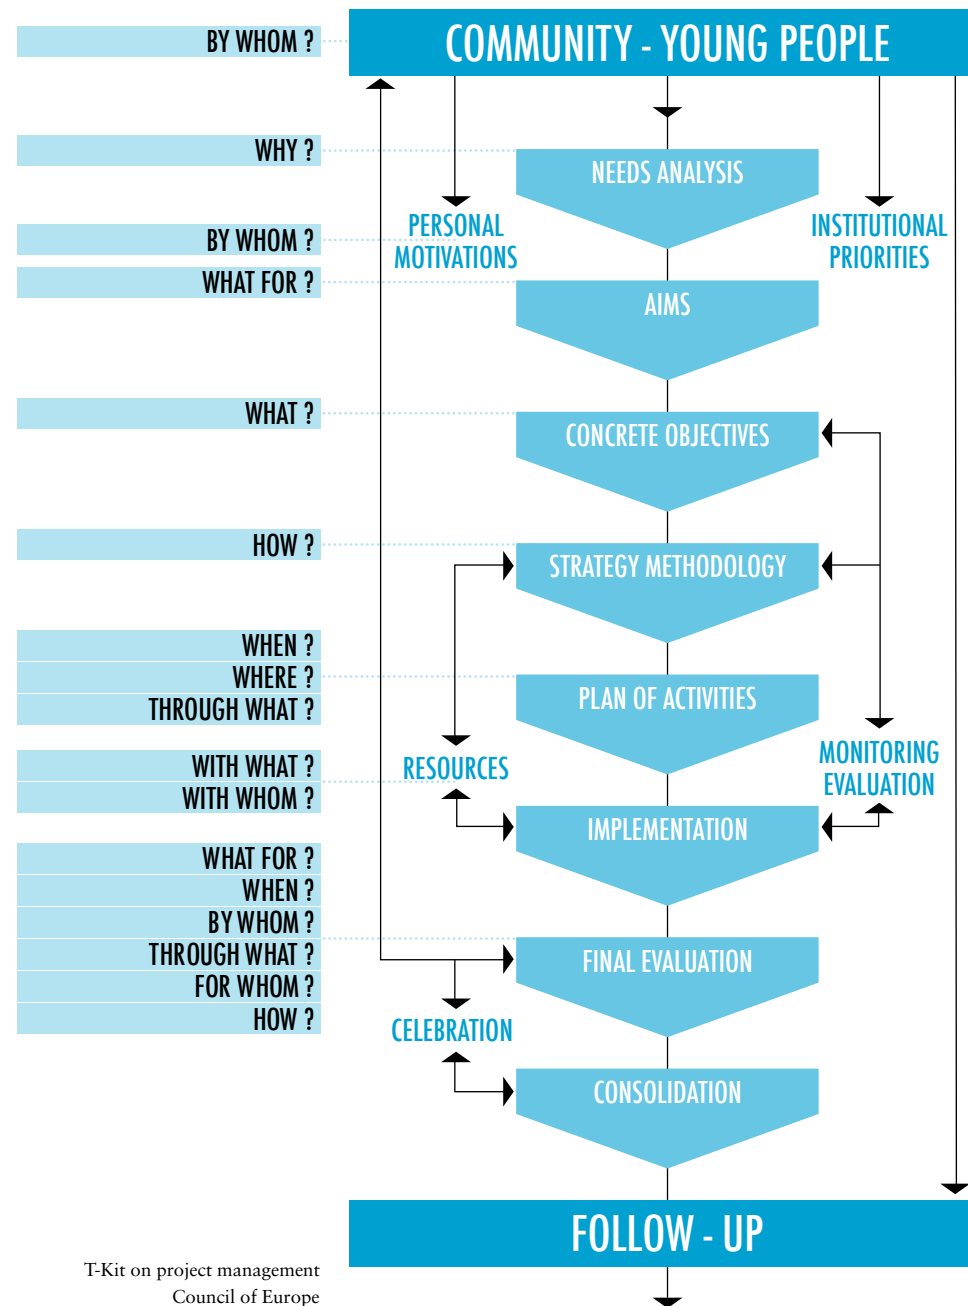 BY WHOM ?
COMMUNITY - YOUNG PEOPLE
WHY ?
NEEDS ANALYSIS
BY WHOM ?
PERSONAL
MOTIVATIONS
INSTITUTIONAL
PRIORITIES
WHAT FOR ?
AIMS
WHAT ?
CONCRETE OBJECTIVES
HOW ?
STRATEGY METHODOLOGY
WHEN ?
WHERE ?
THROUGH WHAT ?
PLAN OF ACTIVITIES
WITH WHAT ?
WITH WHOM ?
RESOURCES
MONITORING
EVALUATION
IMPLEMENTATION
WHAT FOR ?
WHEN ?
BY WHOM ?
THROUGH WHAT ?
FOR WHOM ?
HOW ?
FINAL EVALUATION
CELEBRATION
CONSOLIDATION
FOLLOW - UP
T-Kit on project management
Council of Europe